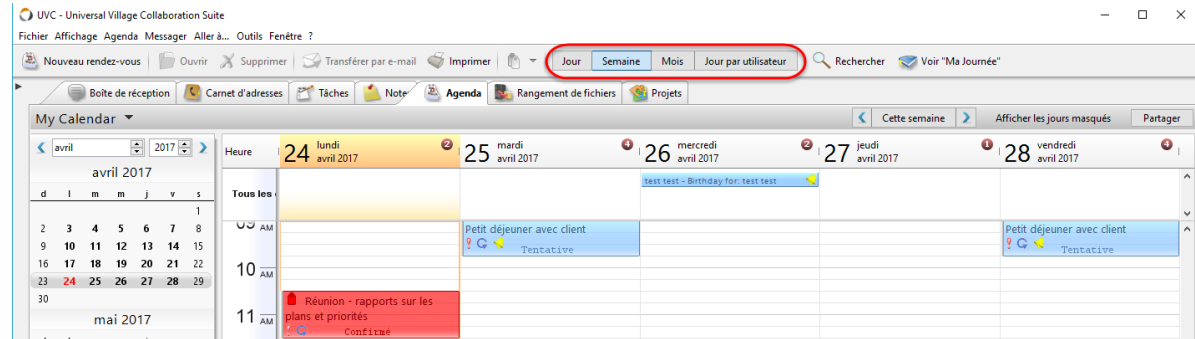 UVC - Universal Village Collaboration Suite
Fichier Affichage Agenda Messager Aller à... Outils Fenêtre ?
Nouveau rendez-vous Ouvrir Supprimer Transférer par e-mail Imprimer Jour Semaine Mois Jour par utilisateur Rechercher Voir "Ma Journée"
Boîte de réception Carnet d'adresses Tâches Note Agenda Rangement de fichiers Projets
My Calendar Cette semaine Afficher les jours masqués Partager
avril 2017
Heure
24 lundi avril 2017 2
25 mardi avril 2017 4
26 mercredi avril 2017 2
27 jeudi avril 2017 1
28 vendredi avril 2017 4
avril 2017
d l m m j v s
1
2 3 4 5 6 7 8
9 10 11 12 13 14 15
16 17 18 19 20 21 22
23 24 25 26 27 28 29
30
mai 2017
Tous les
test test - Birthday for: test test
09 AM
Petit déjeuner avec client
Tentative
Petit déjeuner avec client
Tentative
10 AM
11 AM
Réunion - rapports sur les
plans et priorités
Confirmé